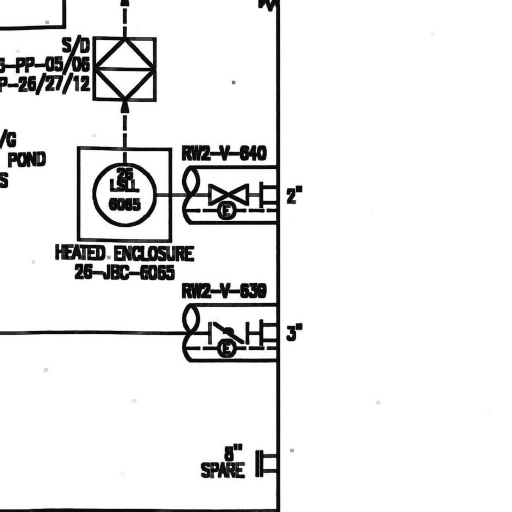 S/D
-PP-05/06
P-26/27/12
/G
POND
S
RW2-V-640
26
LSLL
6065
2"
E
HEATED ENCLOSURE
26-JBC-6065
RW2-V-639
3"
E
8"
SPARE